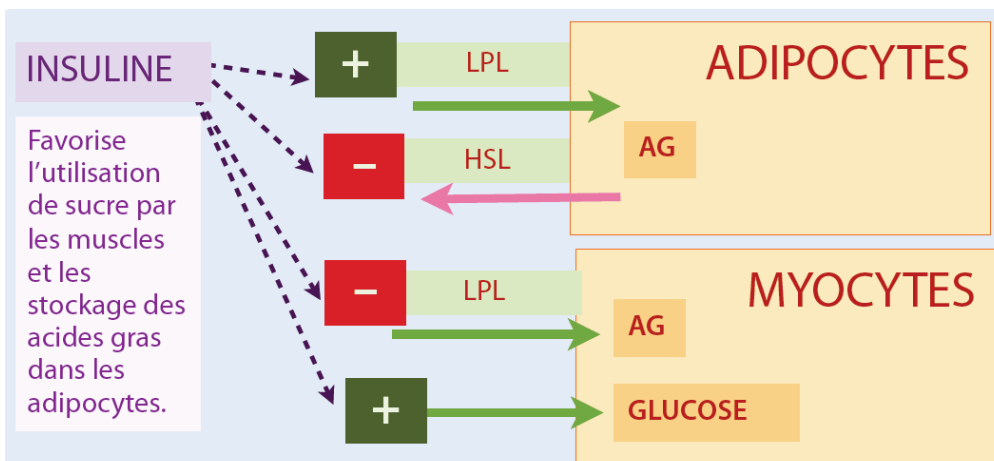 INSULINE
Favorise
l'utilisation
de sucre par
les muscles
et les
stockage des
acides gras
dans les
adipocytes.
+
LPL
ADIPOCYTES
AG
–
HSL
–
LPL
MYOCYTES
AG
+
GLUCOSE